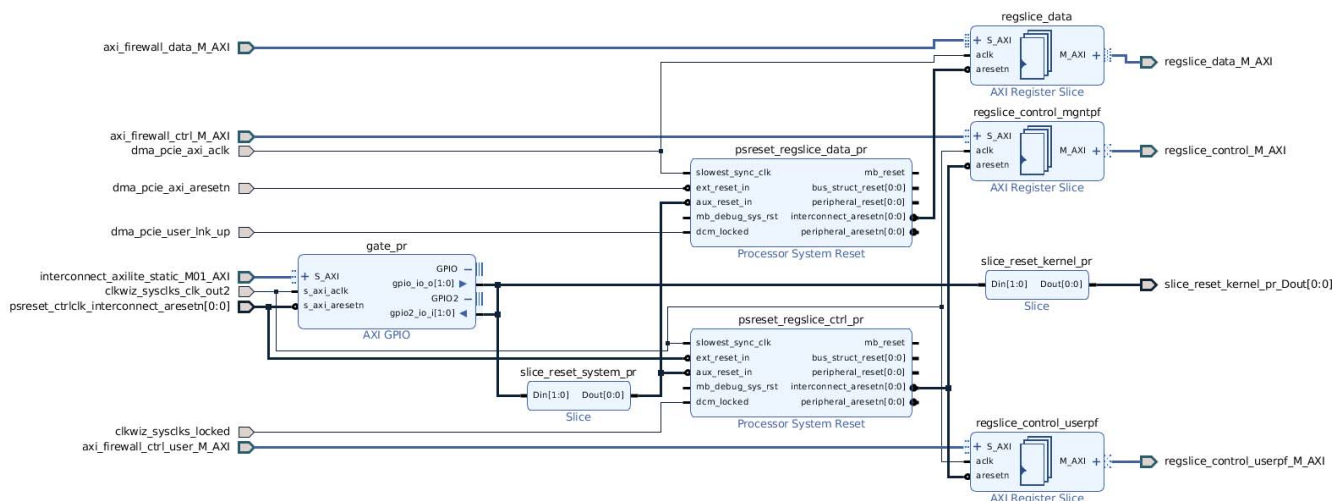 regslice_data
axi_firewall_data_M_AXI
S_AXI
aclk
aresetn
M_AXI
regslice_data_M_AXI
AXI Register Slice
regslice_control_mgntpf
axi_firewall_ctrl_M_AXI
dma_pcie_axi_aclk
S_AXI
aclk
aresetn
M_AXI
regslice_control_M_AXI
AXI Register Slice
psreset_regslice_data_pr
dma_pcie_axi_aresetn
dma_pcie_user_lnk_up
slowest_sync_clk
ext_reset_in
aux_reset_in
mb_debug_sys_rst
dcm_locked
mb_reset
bus_struct_reset[0:0]
peripheral_reset[0:0]
interconnect_aresetn[0:0]
peripheral_aresetn[0:0]
Processor System Reset
gate_pr
interconnect_axilite_static_M01_AXI
clkwiz_sysclks_clk_out2
psreset_ctrlclk_interconnect_aresetn[0:0]
S_AXI
s_axi_aclk
s_axi_aresetn
GPIO
gpio_io_o[1:0]
GPIO2
gpio2_io_i[1:0]
AXI GPIO
slice_reset_kernel_pr
Din[1:0] Dout[0:0]
slice_reset_kernel_pr_Dout[0:0]
Slice
psreset_regslice_ctrl_pr
slowest_sync_clk
ext_reset_in
aux_reset_in
mb_debug_sys_rst
dcm_locked
mb_reset
bus_struct_reset[0:0]
peripheral_reset[0:0]
interconnect_aresetn[0:0]
peripheral_aresetn[0:0]
Processor System Reset
slice_reset_system_pr
Din[1:0] Dout[0:0]
Slice
clkwiz_sysclks_locked
axi_firewall_ctrl_user_M_AXI
regslice_control_userpf
S_AXI
aclk
aresetn
M_AXI
regslice_control_userpf_M_AXI
AXI Register Slice